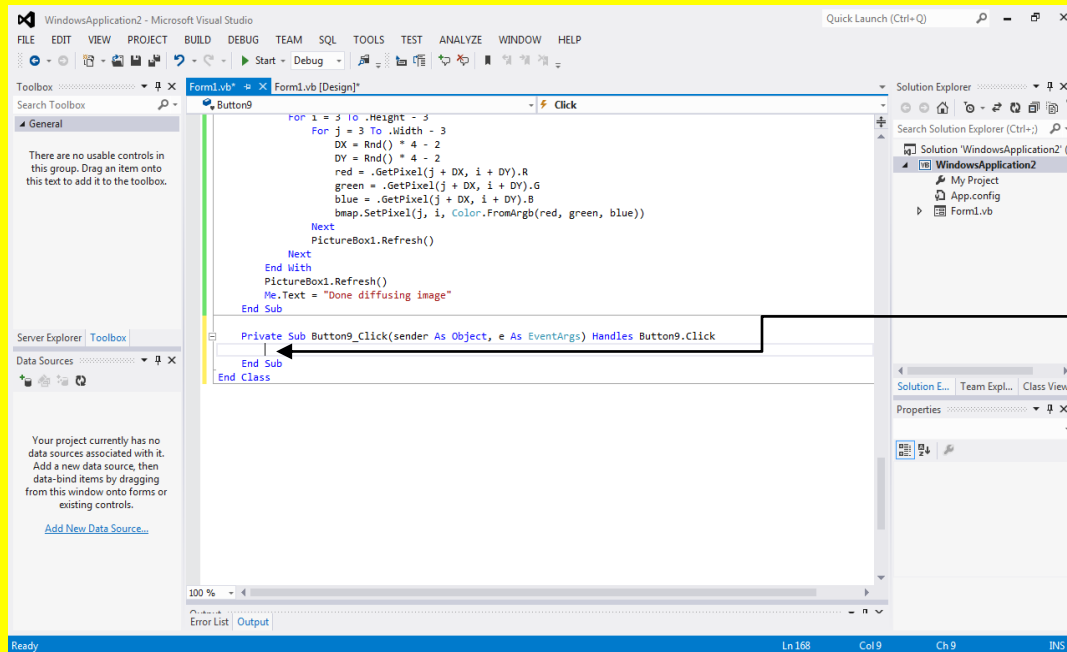 WindowsApplication2 - Microsoft Visual Studio
Quick Launch (Ctrl+Q)
FILE EDIT VIEW PROJECT BUILD DEBUG TEAM SQL TOOLS TEST ANALYZE WINDOW HELP
Start Debug
Toolbox
Search Toolbox
General
There are no usable controls in
this group. Drag an item onto
this text to add it to the toolbox.
Server Explorer Toolbox
Data Sources
Your project currently has no
data sources associated with it.
Add a new data source, then
data-bind items by dragging
from this window onto forms or
existing controls.
Add New Data Source...
Form1.vb* Form1.vb [Design]*
Button9 Click
For i = 3 To .Height - 3
For j = 3 To .Width - 3
DX = Rnd() * 4 - 2
DY = Rnd() * 4 - 2
red = .GetPixel(j + DX, i + DY).R
green = .GetPixel(j + DX, i + DY).G
blue = .GetPixel(j + DX, i + DY).B
bmap.SetPixel(j, i, Color.FromArgb(red, green, blue))
Next
PictureBox1.Refresh()
Next
End With
PictureBox1.Refresh()
Me.Text = "Done diffusing image"
End Sub
Private Sub Button9_Click(sender As Object, e As EventArgs) Handles Button9.Click
End Sub
End Class
100 %
Output
Error List Output
Solution Explorer
Search Solution Explorer (Ctrl+;)
Solution 'WindowsApplication2' (
VB WindowsApplication2
My Project
App.config
Form1.vb
Solution E... Team Expl... Class View
Properties
Ready Ln 168 Col 9 Ch 9 INS